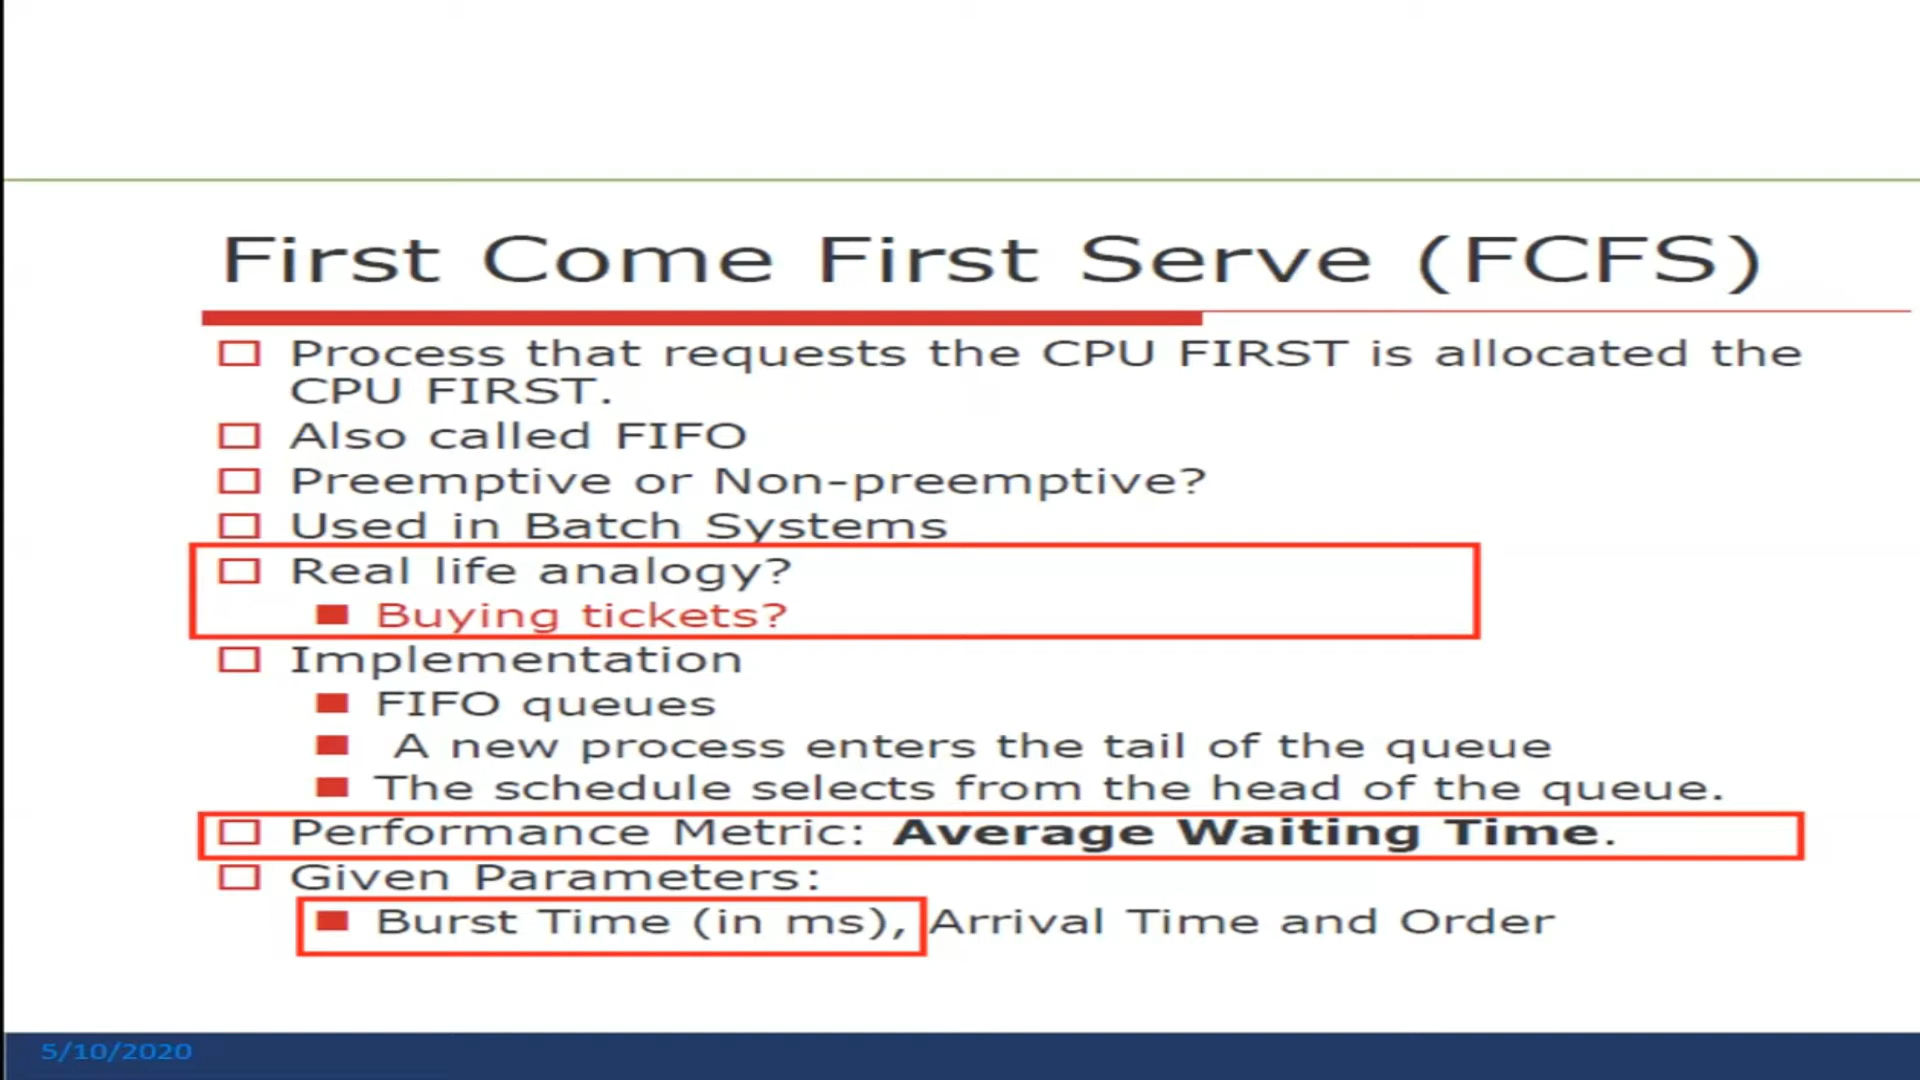 First Come First Serve (FCFS)
Process that requests the CPU FIRST is allocated the
CPU FIRST.
Also called FIFO
Preemptive or Non-preemptive?
Used in Batch Systems
Real life analogy?
Buying tickets?
Implementation
FIFO queues
A new process enters the tail of the queue
The schedule selects from the head of the queue.
Performance Metric: Average Waiting Time.
Given Parameters:
Burst Time (in ms), Arrival Time and Order
5/10/2020